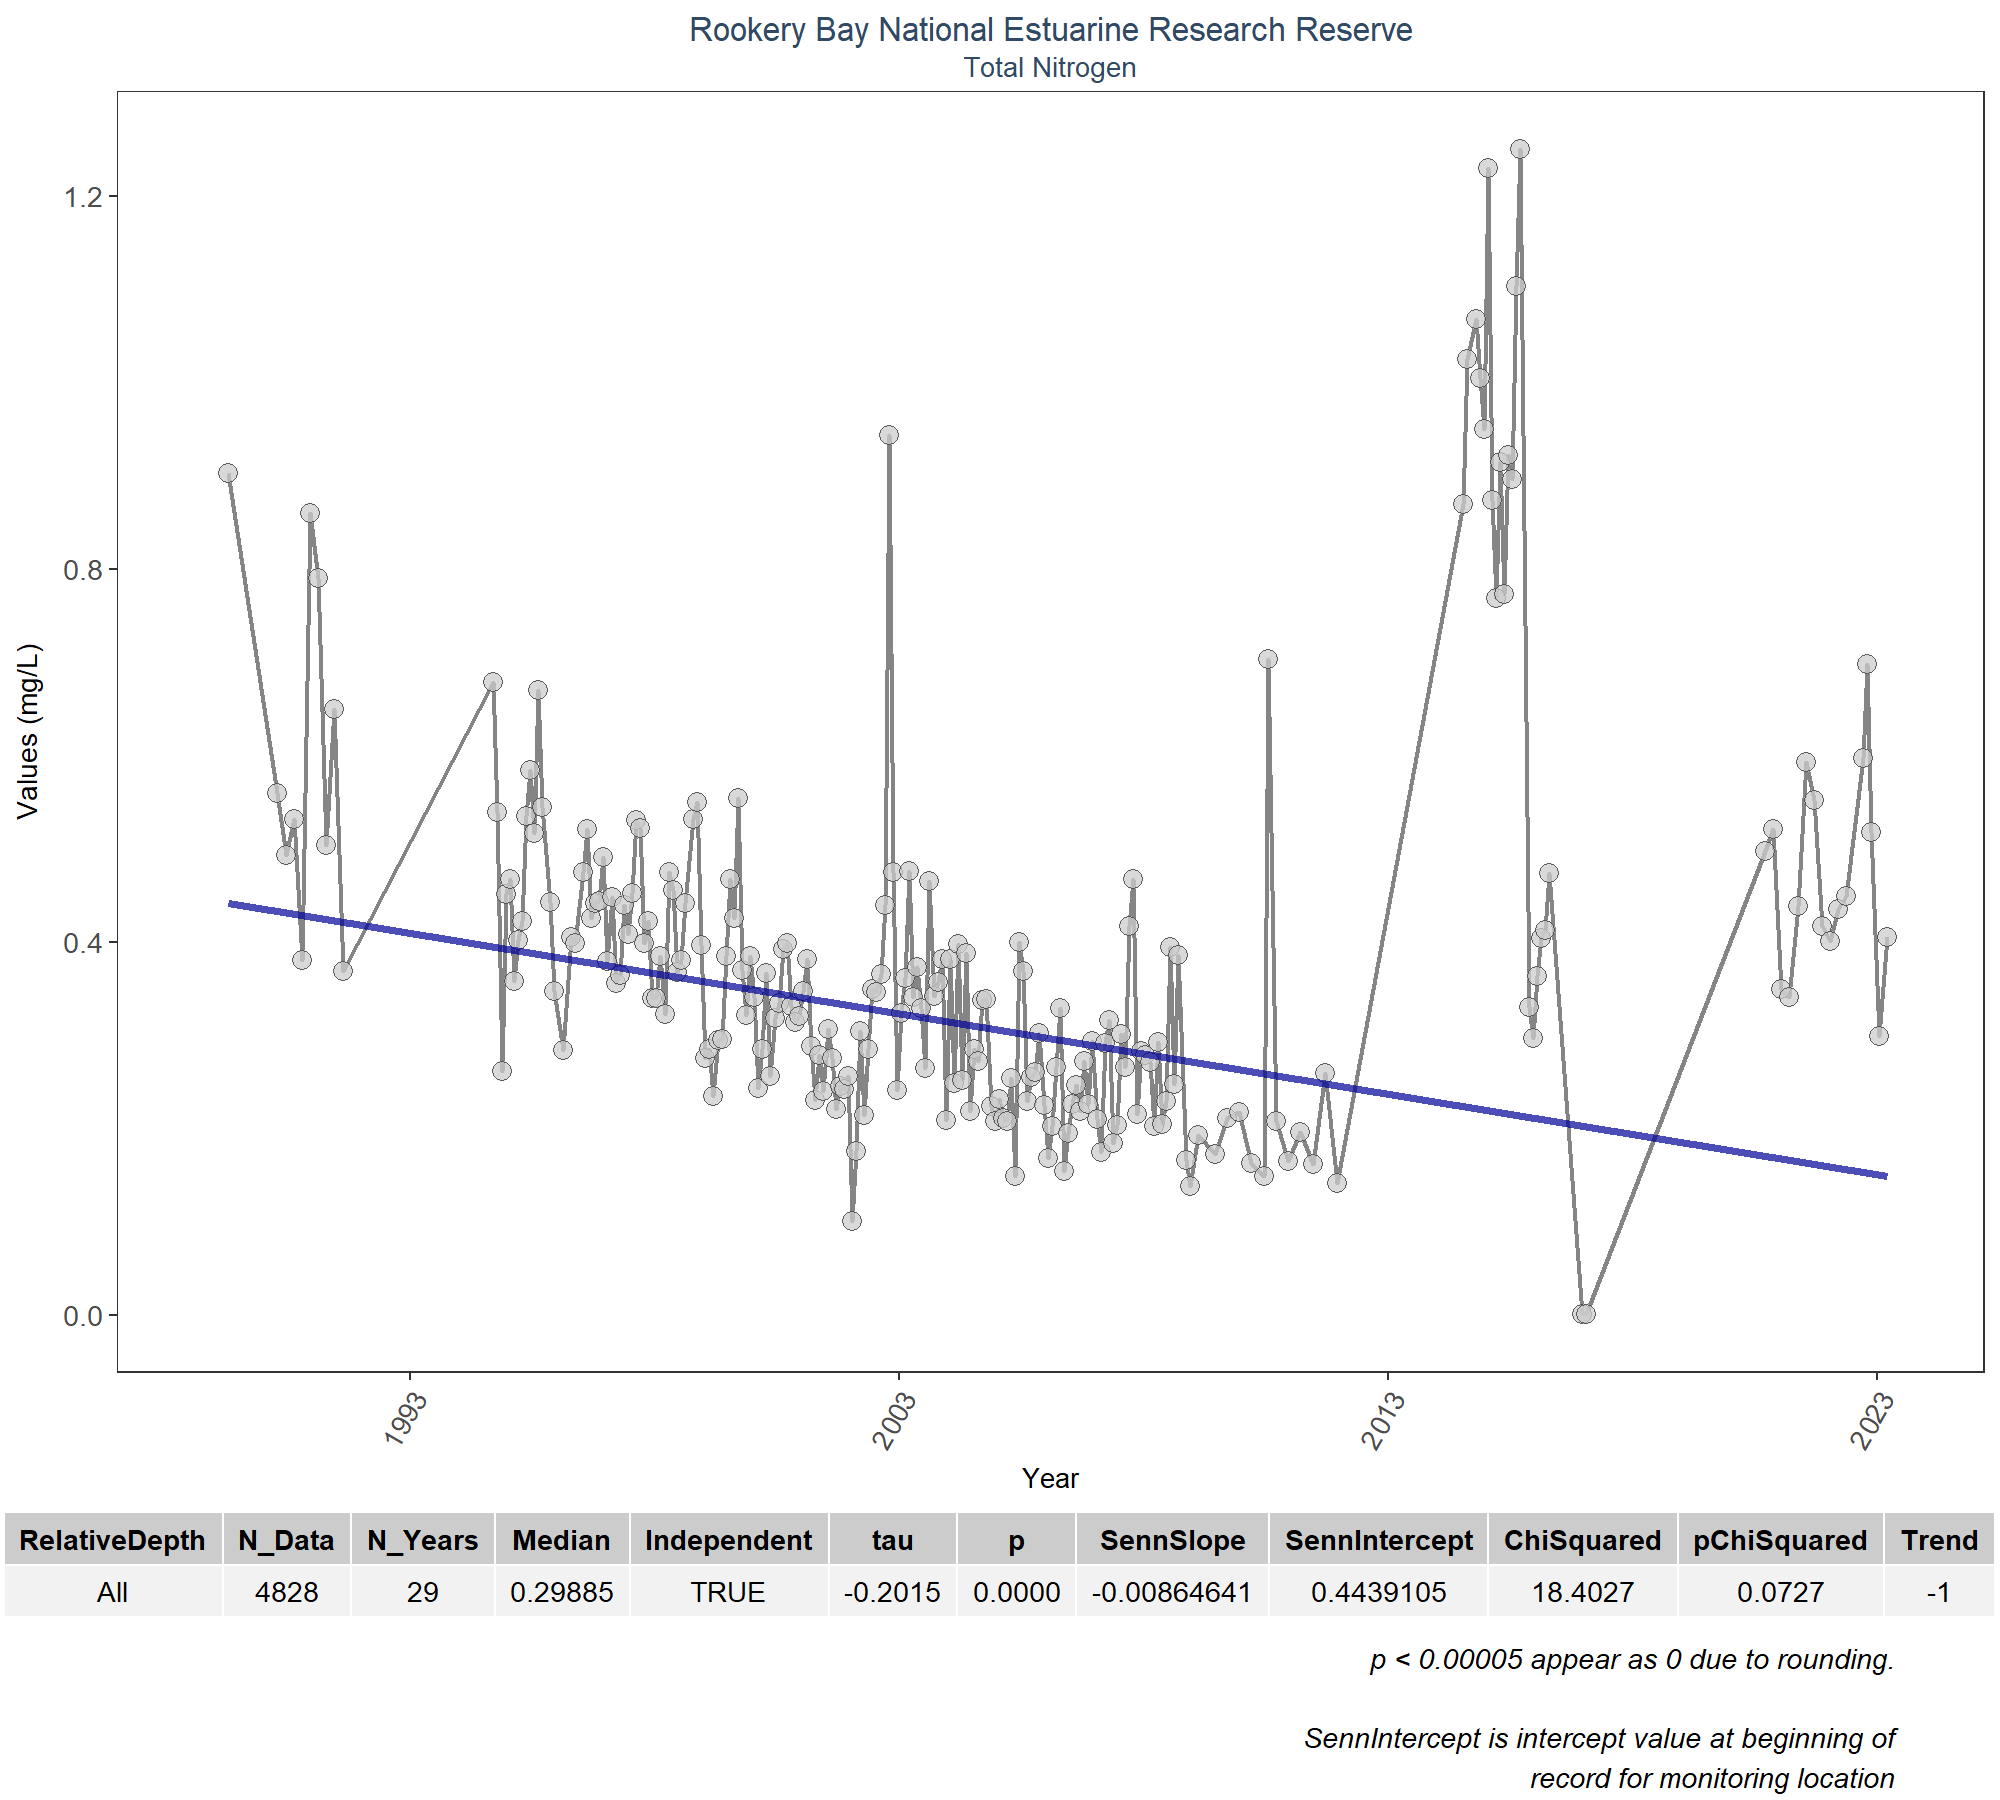 Rookery Bay National Estuarine Research Reserve
Total Nitrogen
Values (mg/L)
1.2
0.8
0.4
0.0
1993
2003
2013
2023
Year
RelativeDepth N_Data N_Years Median Independent tau p SennSlope SennIntercept ChiSquared pChiSquared Trend
All 4828 29 0.29885 TRUE -0.2015 0.0000 -0.00864641 0.4439105 18.4027 0.0727 -1
p < 0.00005 appear as 0 due to rounding.
SennIntercept is intercept value at beginning of
record for monitoring location